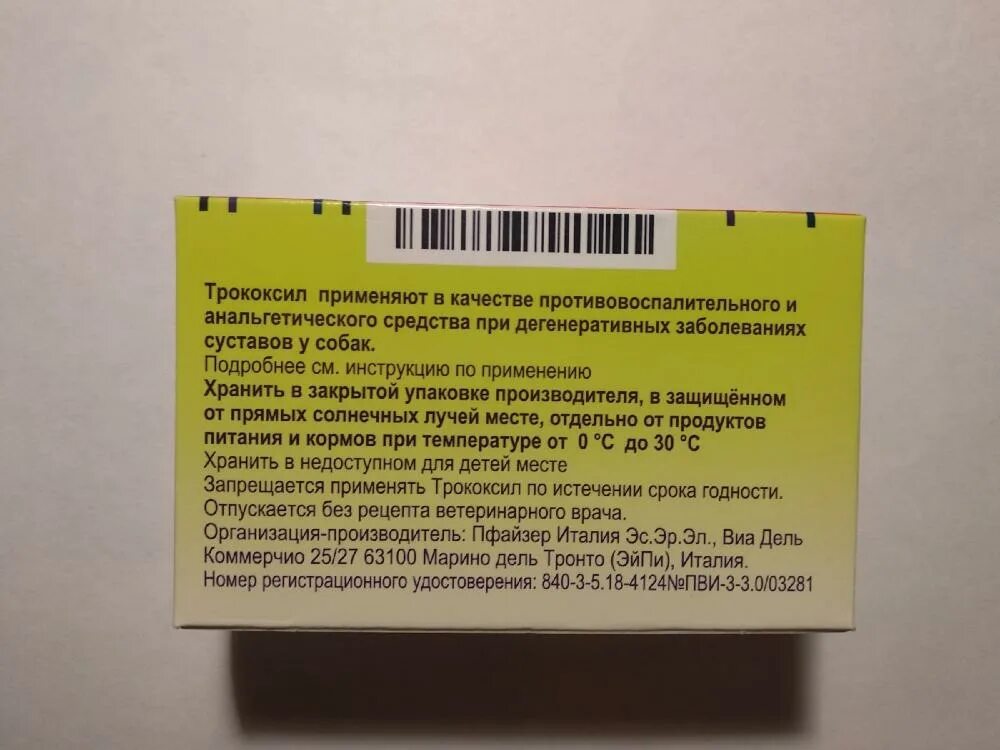 Трококсил применяют в качестве противовоспалительного и
анальгетического средства при дегенеративных заболеваниях
суставов у собак.
Подробнее см. инструкцию по применению
Хранить в закрытой упаковке производителя, в защищённом
от прямых солнечных лучей месте, отдельно от продуктов
питания и кормов при температуре от 0 °С до 30 °С
Хранить в недоступном для детей месте
Запрещается применять Трококсил по истечении срока годности.
Отпускается без рецепта ветеринарного врача.
Организация-производитель: Пфайзер Италия Эс.Эр.Эл., Виа Дель
Коммерчио 25/27 63100 Марино дель Тронто (ЭйПи), Италия.
Номер регистрационного удостоверения: 840-3-5.18-4124№ПВИ-3-3.0/03281